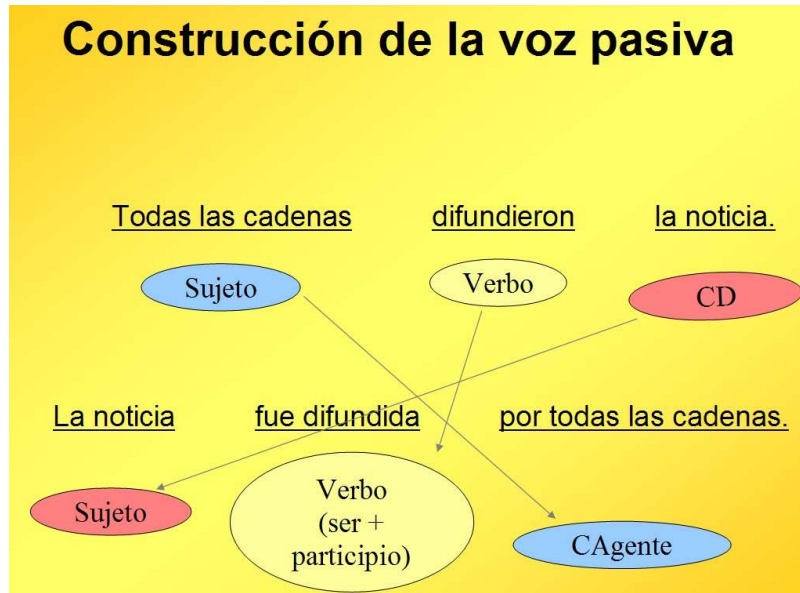 Construcción de la voz pasiva
Todas las cadenas difundieron la noticia.
Sujeto Verbo CD
La noticia fue difundida por todas las cadenas.
Sujeto Verbo CAgente
(ser +
participio)